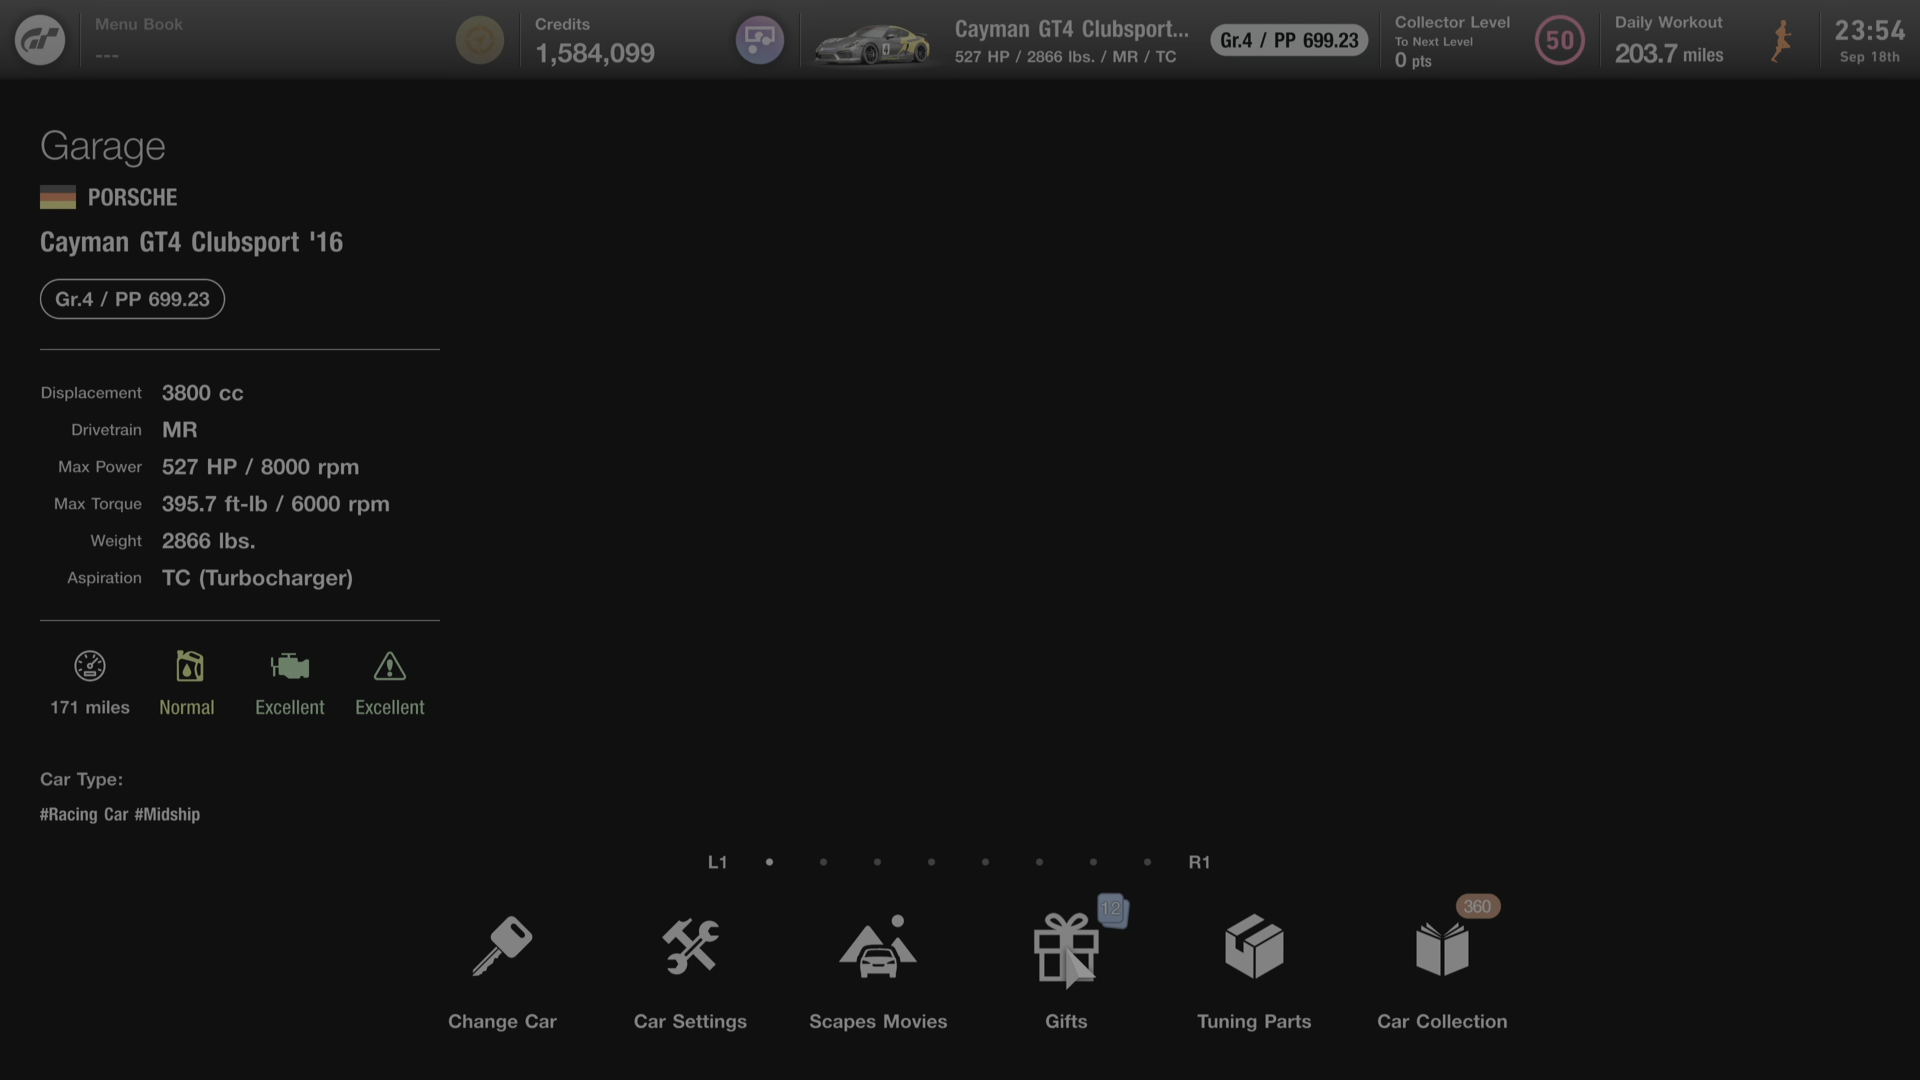 Menu Book
---
Credits
1,584,099
Cayman GT4 Clubsport...
527 HP / 2866 lbs. / MR / TC
Gr.4 / PP 699.23
Collector Level
To Next Level
0 pts
50
Daily Workout
203.7 miles
23:54
Sep 18th
Garage
PORSCHE
Cayman GT4 Clubsport '16
Gr.4 / PP 699.23
Displacement 3800 cc
Drivetrain MR
Max Power 527 HP / 8000 rpm
Max Torque 395.7 ft-lb / 6000 rpm
Weight 2866 lbs.
Aspiration TC (Turbocharger)
171 miles Normal Excellent Excellent
Car Type:
#Racing Car #Midship
L1 R1
12 360
Change Car Car Settings Scapes Movies Gifts Tuning Parts Car Collection